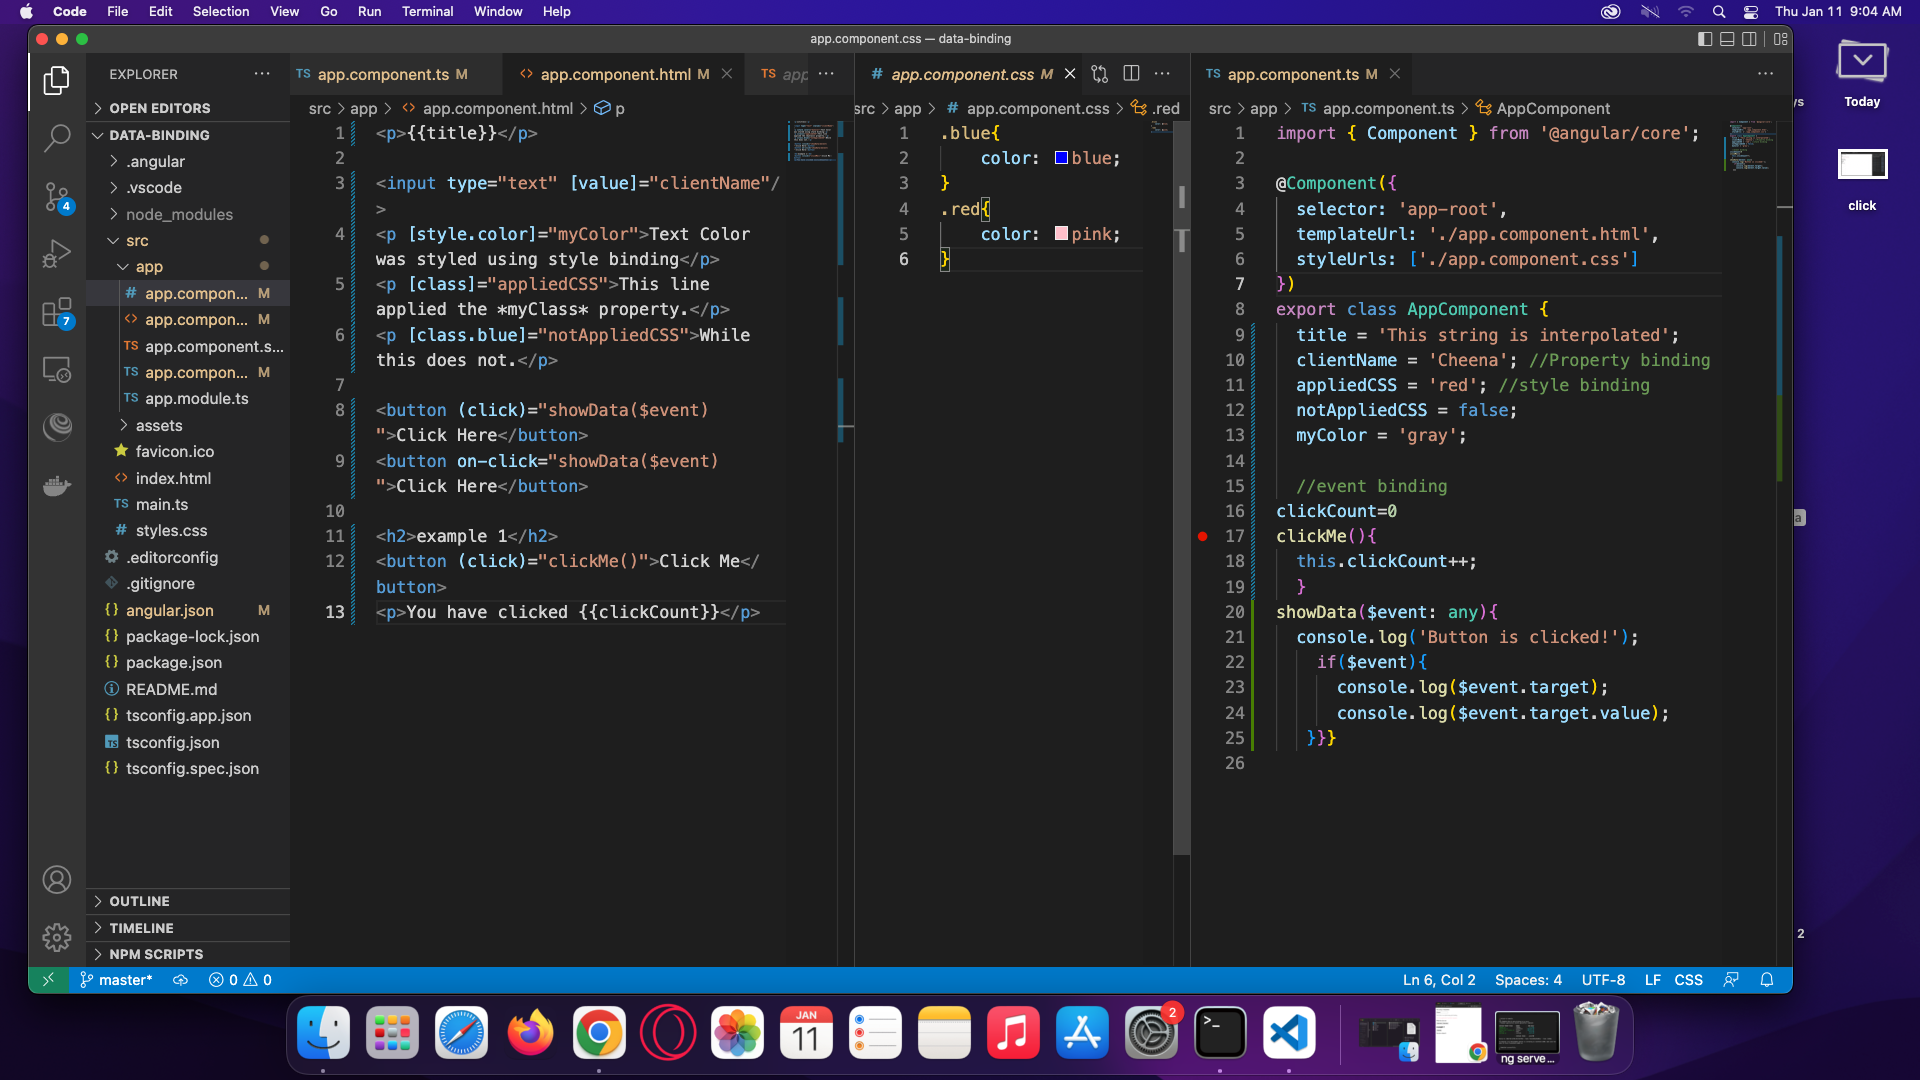 Code File Edit Selection View Go Run Terminal Window Help
Thu Jan 11 9:04 AM
app.component.css — data-binding
EXPLORER
OPEN EDITORS
DATA-BINDING
.angular
.vscode
node_modules
src
app
# app.compon... M
<> app.compon... M
TS app.component.s...
TS app.compon... M
TS app.module.ts
assets
favicon.ico
<> index.html
TS main.ts
# styles.css
.editorconfig
.gitignore
{} angular.json M
{} package-lock.json
{} package.json
README.md
{} tsconfig.app.json
TS tsconfig.json
{} tsconfig.spec.json
OUTLINE
TIMELINE
NPM SCRIPTS
4
7
TS app.component.ts M
<> app.component.html M
TS app
src > app > <> app.component.html > p
1 <p>{{title}}</p>
2
3 <input type="text" [value]="clientName"/
>
4 <p [style.color]="myColor">Text Color
was styled using style binding</p>
5 <p [class]="appliedCSS">This line
applied the *myClass* property.</p>
6 <p [class.blue]="notAppliedCSS">While
this does not.</p>
7
8 <button (click)="showData($event)
">Click Here</button>
9 <button on-click="showData($event)
">Click Here</button>
10
11 <h2>example 1</h2>
12 <button (click)="clickMe()">Click Me</
button>
13 <p>You have clicked {{clickCount}}</p>
# app.component.css M
src > app > # app.component.css > .red
1 .blue{
2 color: blue;
3 }
4 .red{
5 color: pink;
6 }
TS app.component.ts M
src > app > TS app.component.ts > AppComponent
1 import { Component } from '@angular/core';
2
3 @Component({
4 selector: 'app-root',
5 templateUrl: './app.component.html',
6 styleUrls: ['./app.component.css']
7 })
8 export class AppComponent {
9 title = 'This string is interpolated';
10 clientName = 'Cheena'; //Property binding
11 appliedCSS = 'red'; //style binding
12 notAppliedCSS = false;
13 myColor = 'gray';
14
15 //event binding
16 clickCount=0
17 clickMe(){
18 this.clickCount++;
19 }
20 showData($event: any){
21 console.log('Button is clicked!');
22 if($event){
23 console.log($event.target);
24 console.log($event.target.value);
25 }}}
26
master* 0 0
Ln 6, Col 2 Spaces: 4 UTF-8 LF CSS
ys
Today
click
a
2
JAN
11
2
>_
ng serve...